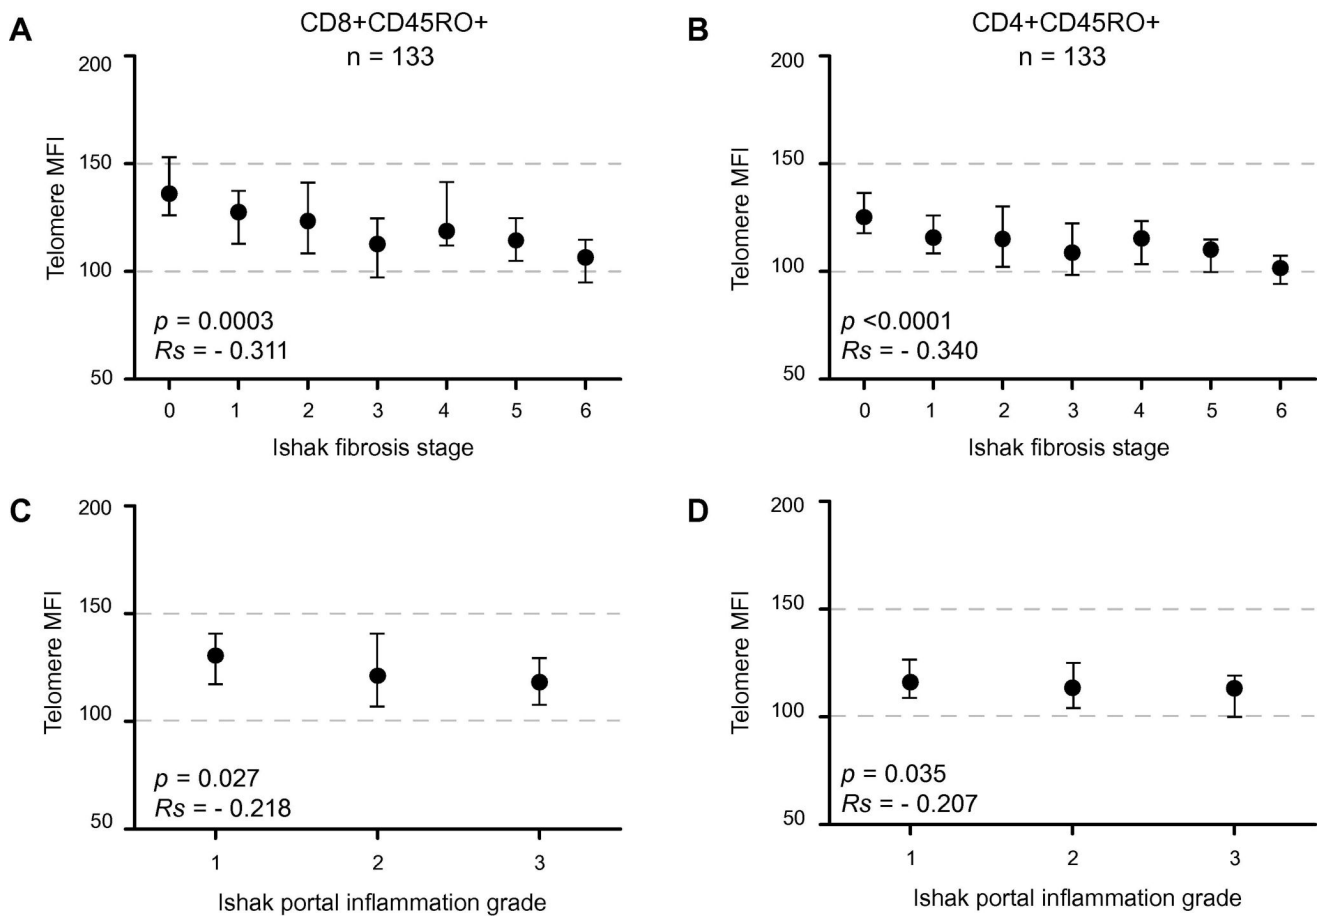 A
CD8+CD45RO+
n = 133
200
150
100
50
Telomere MFI
p = 0.0003
Rs = - 0.311
0 1 2 3 4 5 6
Ishak fibrosis stage
B
CD4+CD45RO+
n = 133
200
150
100
50
Telomere MFI
p <0.0001
Rs = - 0.340
0 1 2 3 4 5 6
Ishak fibrosis stage
C
200
150
100
50
Telomere MFI
p = 0.027
Rs = - 0.218
1 2 3
Ishak portal inflammation grade
D
200
150
100
50
Telomere MFI
p = 0.035
Rs = - 0.207
1 2 3
Ishak portal inflammation grade